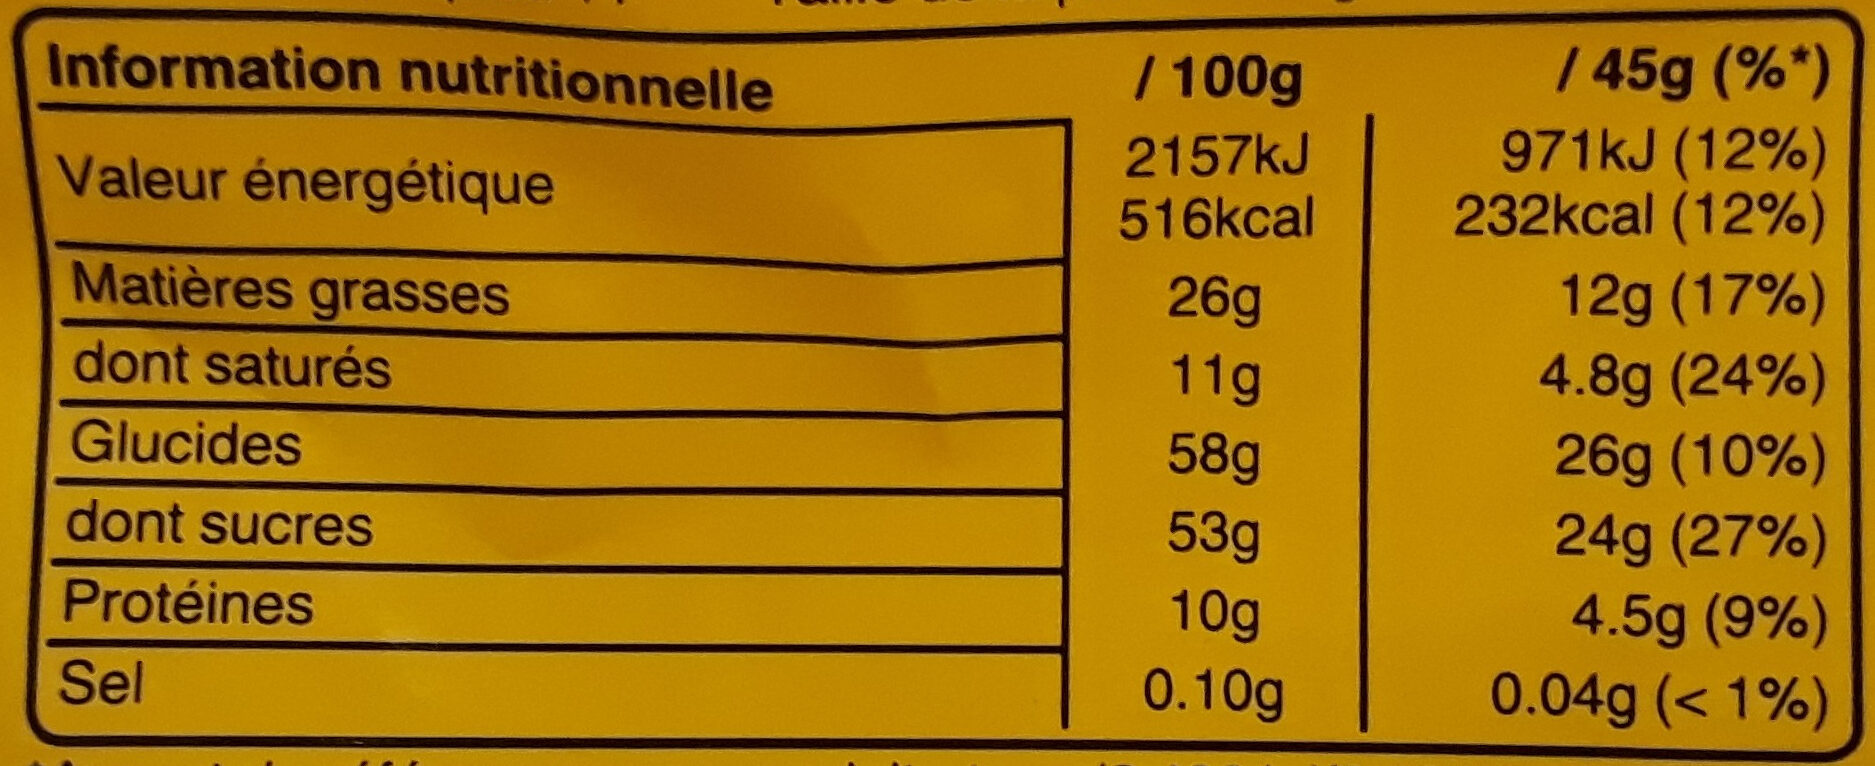 Information nutritionnelle / 100g / 45g (%*)
Valeur énergétique 2157kJ 971kJ (12%)
516kcal 232kcal (12%)
Matières grasses 26g 12g (17%)
dont saturés 11g 4.8g (24%)
Glucides 58g 26g (10%)
dont sucres 53g 24g (27%)
Protéines 10g 4.5g (9%)
Sel 0.10g 0.04g (< 1%)